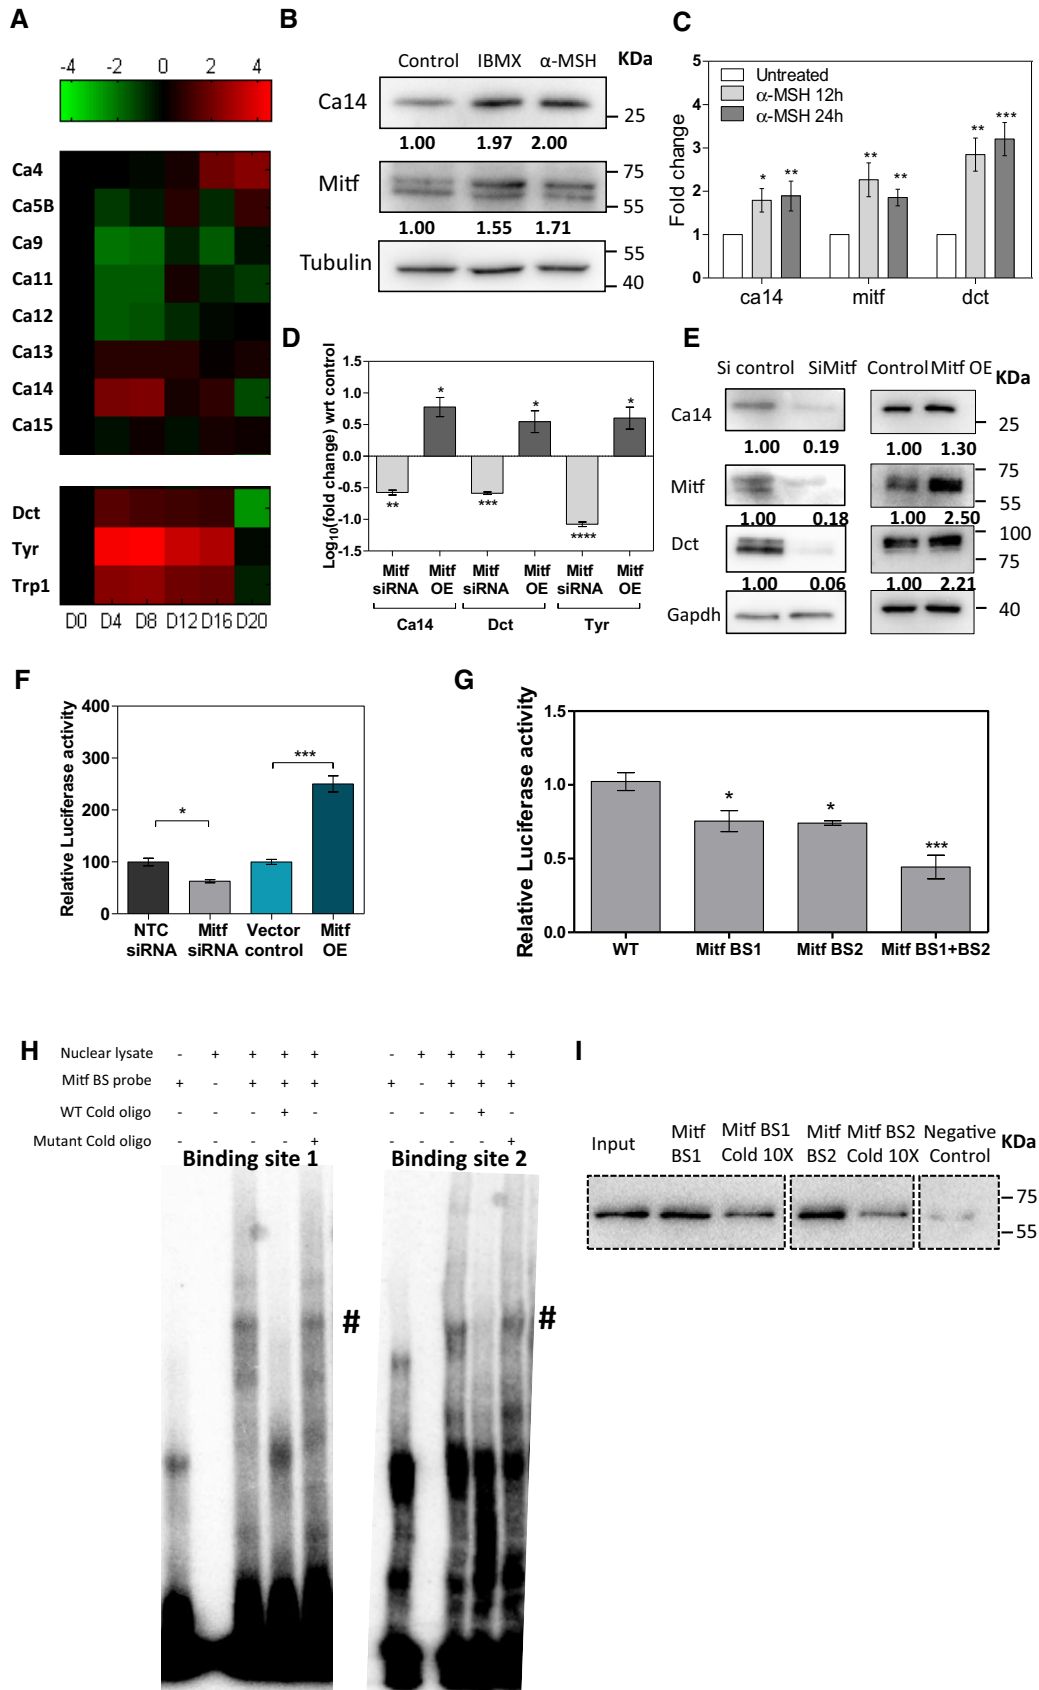 A
-4 -2 0 2 4
Ca4
Ca5B
Ca9
Ca11
Ca12
Ca13
Ca14
Ca15
Dct
Tyr
Trp1
D0 D4 D8 D12 D16 D20
B
Control IBMX α-MSH KDa
Ca14
25
1.00 1.97 2.00
Mitf
75
55
1.00 1.55 1.71
Tubulin
55
40
C
Fold change
5
4
3
2
1
0
Untreated
α-MSH 12h
α-MSH 24h
* ** ** ** ** ***
ca14 mitf dct
D
Log10(fold change) wrt control
1.5
1.0
0.5
0.0
-0.5
-1.0
-1.5
* * *
** *** ****
Mitf siRNA Mitf OE Mitf siRNA Mitf OE Mitf siRNA Mitf OE
Ca14 Dct Tyr
E
Si control SiMitf Control Mitf OE KDa
Ca14
25
1.00 0.19 1.00 1.30
Mitf
75
55
1.00 0.18 1.00 2.50
Dct
100
75
1.00 0.06 1.00 2.21
Gapdh
40
F
Relative Luciferase activity
400
300
200
100
0
* ***
NTC siRNA Mitf siRNA Vector control Mitf OE
G
Relative Luciferase activity
1.5
1.0
0.5
0.0
* * ***
WT Mitf BS1 Mitf BS2 Mitf BS1+BS2
H
Nuclear lysate - + + + + - + + + +
Mitf BS probe + - + + + + - + + +
WT Cold oligo - - - + - - - - + -
Mutant Cold oligo - - - - + - - - - +
Binding site 1 Binding site 2
# #
I
Input Mitf BS1 Mitf BS1 Cold 10X Mitf BS2 Mitf BS2 Cold 10X Negative Control KDa
75
55